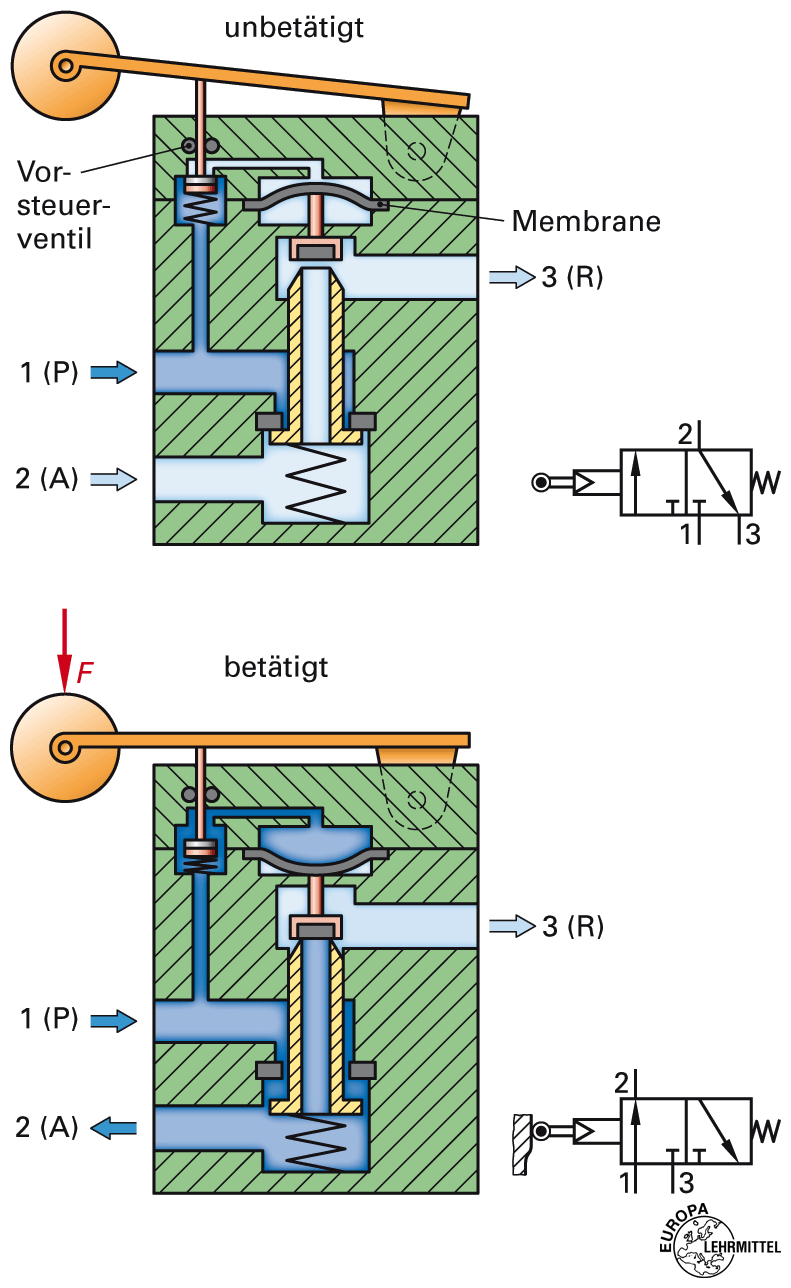 unbetätigt
Vor-
steuer-
ventil
Membrane
3 (R)
1 (P)
2 (A)
2
1
3
F
betätigt
3 (R)
1 (P)
2 (A)
2
1
3
EUROPA
LEHRMITTEL